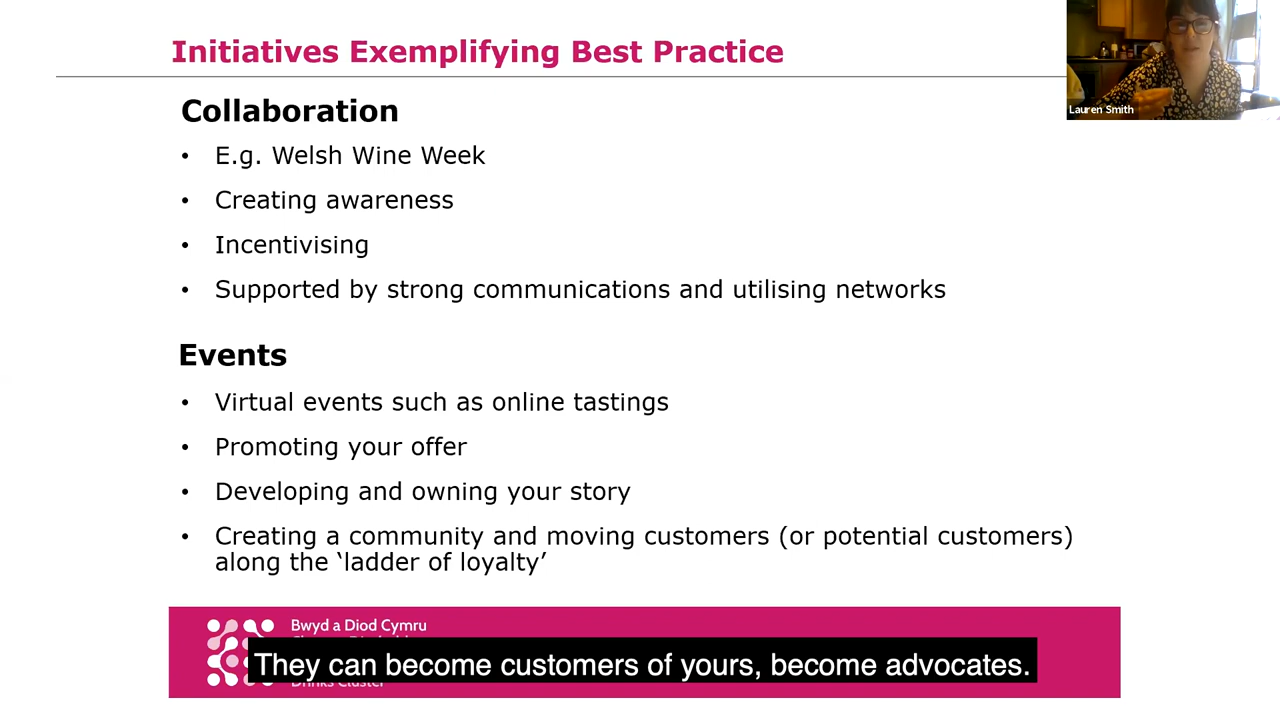 Initiatives Exemplifying Best Practice
Lauren Smith
Collaboration
• E.g. Welsh Wine Week
• Creating awareness
• Incentivising
• Supported by strong communications and utilising networks
Events
• Virtual events such as online tastings
• Promoting your offer
• Developing and owning your story
• Creating a community and moving customers (or potential customers)
along the ‘ladder of loyalty’
Bwyd a Diod Cymru
They can become customers of yours, become advocates.
Drinks Cluster